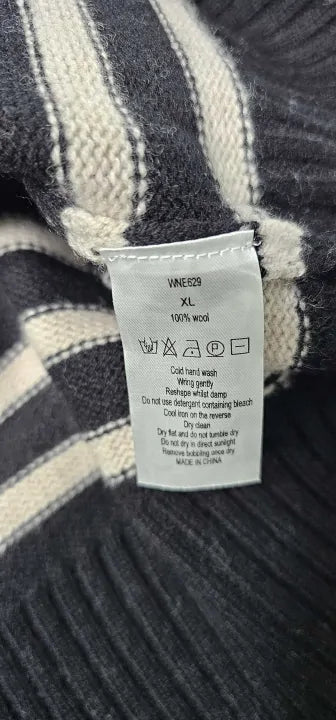 WNE629
XL
100% wool
Cold hand wash
Wring gently
Reshape whilst damp
Do not use detergent containing bleach
Cool iron on the reverse
Dry clean
Dry flat and do not tumble dry
Do not dry in direct sunlight
Remove bobbling once dry
MADE IN CHINA